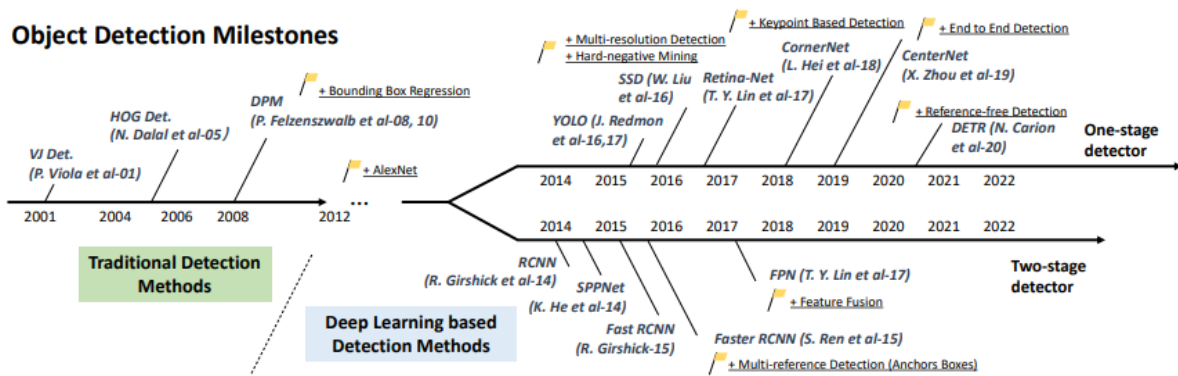 Object Detection Milestones
+ Multi-resolution Detection
+ Hard-negative Mining
+ Keypoint Based Detection
+ End to End Detection
+ Bounding Box Regression
+ Reference-free Detection
+ AlexNet
VJ Det.
(P. Viola et al-01)
HOG Det.
(N. Dalal et al-05)
DPM
(P. Felzenszwalb et al-08, 10)
YOLO (J. Redmon
et al-16,17)
SSD (W. Liu
et al-16)
Retina-Net
(T. Y. Lin et al-17)
CornerNet
(L. Hei et al-18)
CenterNet
(X. Zhou et al-19)
DETR (N. Carion
et al-20)
One-stage
detector
2014 2015 2016 2017 2018 2019 2020 2021 2022
2001 2004 2006 2008 2012 ...
2014 2015 2016 2017 2018 2019 2020 2021 2022
Two-stage
detector
Traditional Detection
Methods
Deep Learning based
Detection Methods
RCNN
(R. Girshick et al-14)
SPPNet
(K. He et al-14)
Fast RCNN
(R. Girshick-15)
Faster RCNN (S. Ren et al-15)
+ Multi-reference Detection (Anchors Boxes)
FPN (T. Y. Lin et al-17)
+ Feature Fusion